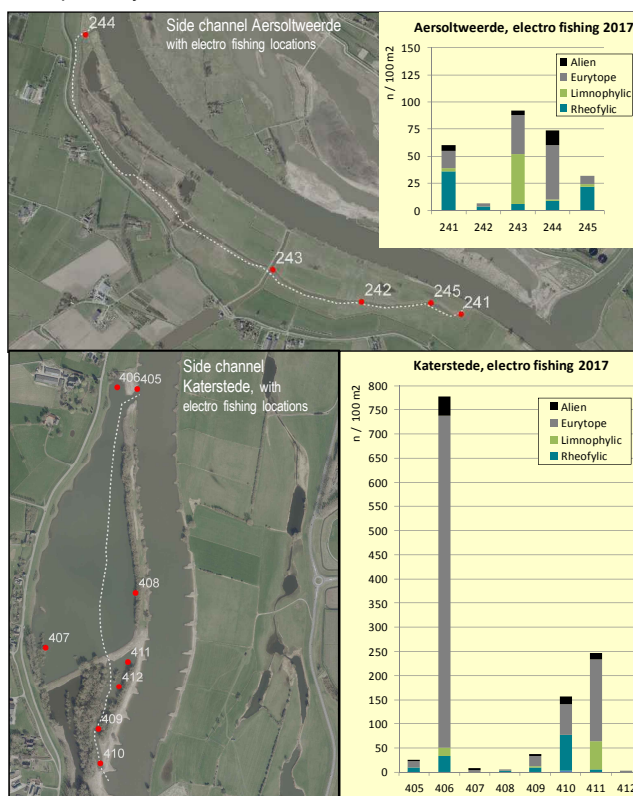 244
Side channel Aersoltweerde
with electro fishing locations
243
242
245
241
Aersoltweerde, electro fishing 2017
n / 100 m2
150
125
100
75
50
25
0
Alien
Eurytope
Limnophylic
Rheofylic
241 242 243 244 245
Side channel
Katerstede, with
electro fishing locations
406 405
408
407
411
412
409
410
Katerstede, electro fishing 2017
n / 100 m2
800
750
700
650
600
550
500
450
400
350
300
250
200
150
100
50
0
Alien
Eurytope
Limnophylic
Rheofylic
405 406 407 408 409 410 411 412